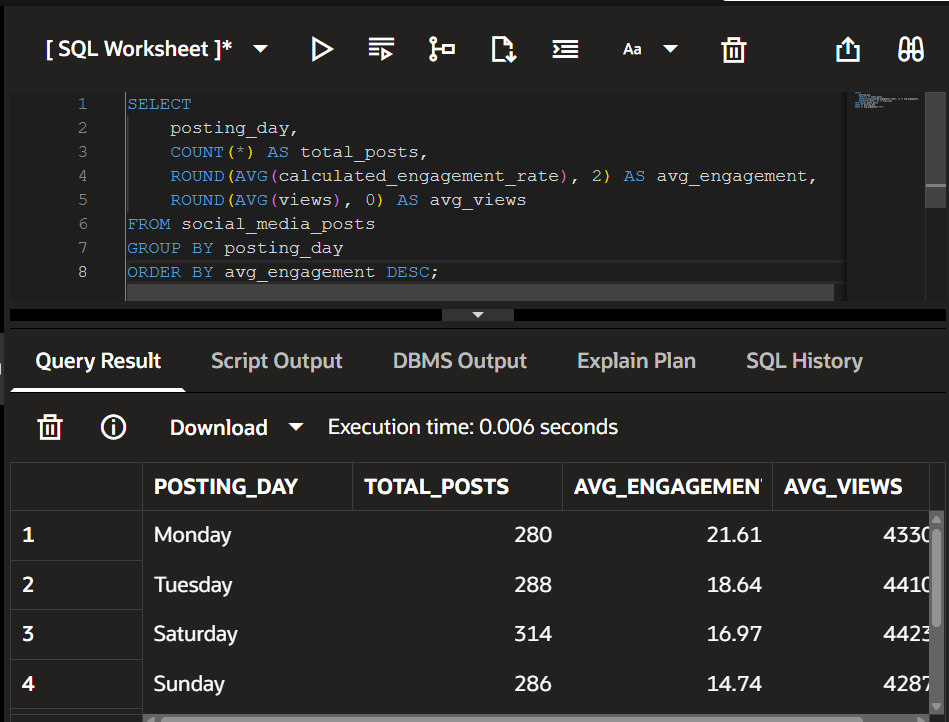 [ SQL Worksheet ]*
Aa
1 SELECT
2 posting_day,
3 COUNT(*) AS total_posts,
4 ROUND(AVG(calculated_engagement_rate), 2) AS avg_engagement,
5 ROUND(AVG(views), 0) AS avg_views
6 FROM social_media_posts
7 GROUP BY posting_day
8 ORDER BY avg_engagement DESC;
Query Result Script Output DBMS Output Explain Plan SQL History
Download Execution time: 0.006 seconds
POSTING_DAY TOTAL_POSTS AVG_ENGAGEMEN AVG_VIEWS
1 Monday 280 21.61 4330
2 Tuesday 288 18.64 4410
3 Saturday 314 16.97 4423
4 Sunday 286 14.74 4287